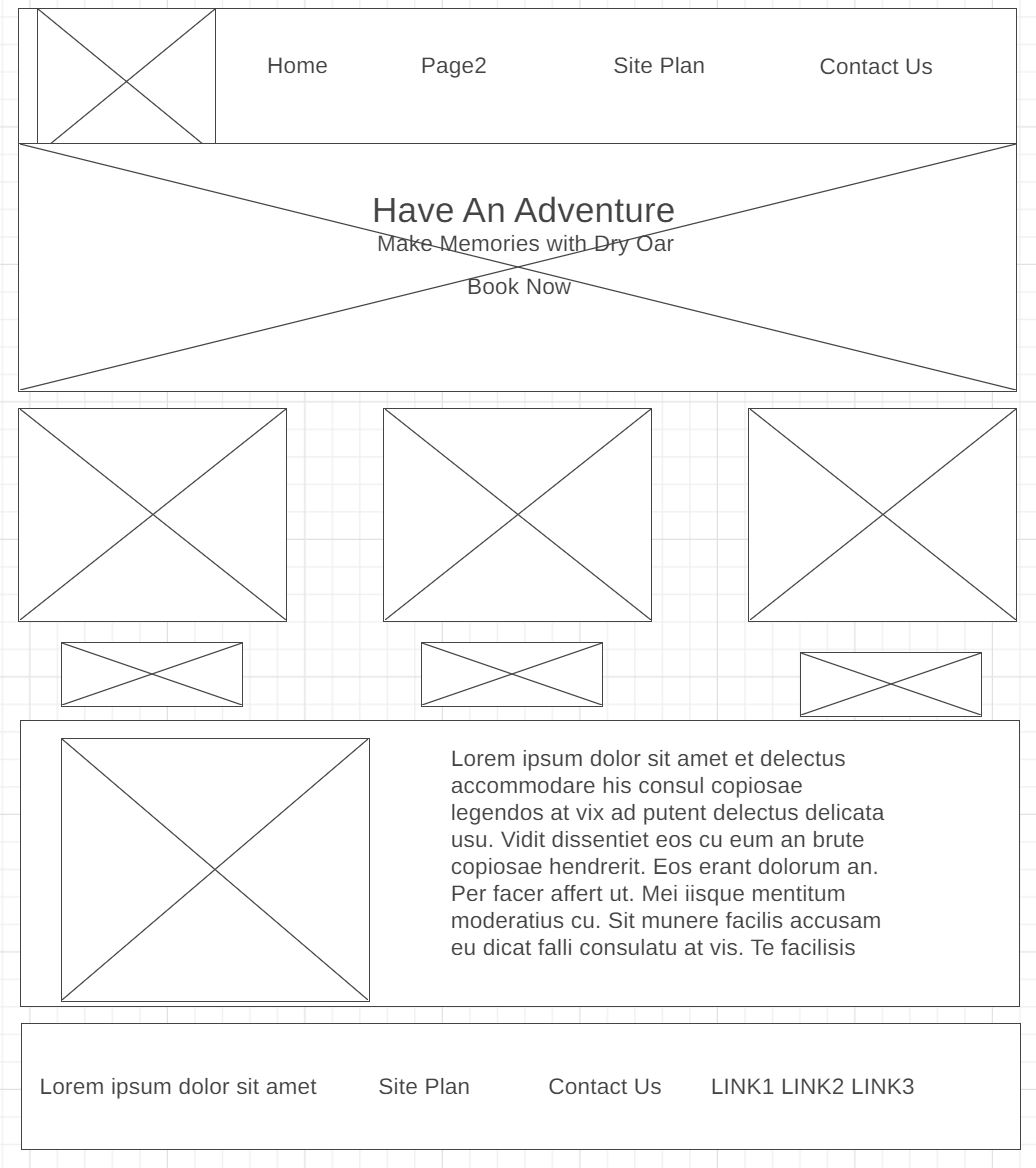 Home Page2 Site Plan Contact Us
Have An Adventure
Make Memories with Dry Oar
Book Now
Lorem ipsum dolor sit amet et delectus
accommodare his consul copiosae
legendos at vix ad putent delectus delicata
usu. Vidit dissentiet eos cu eum an brute
copiosae hendrerit. Eos erant dolorum an.
Per facer affert ut. Mei iisque mentitum
moderatius cu. Sit munere facilis accusam
eu dicat falli consulatu at vis. Te facilisis
Lorem ipsum dolor sit amet Site Plan Contact Us LINK1 LINK2 LINK3